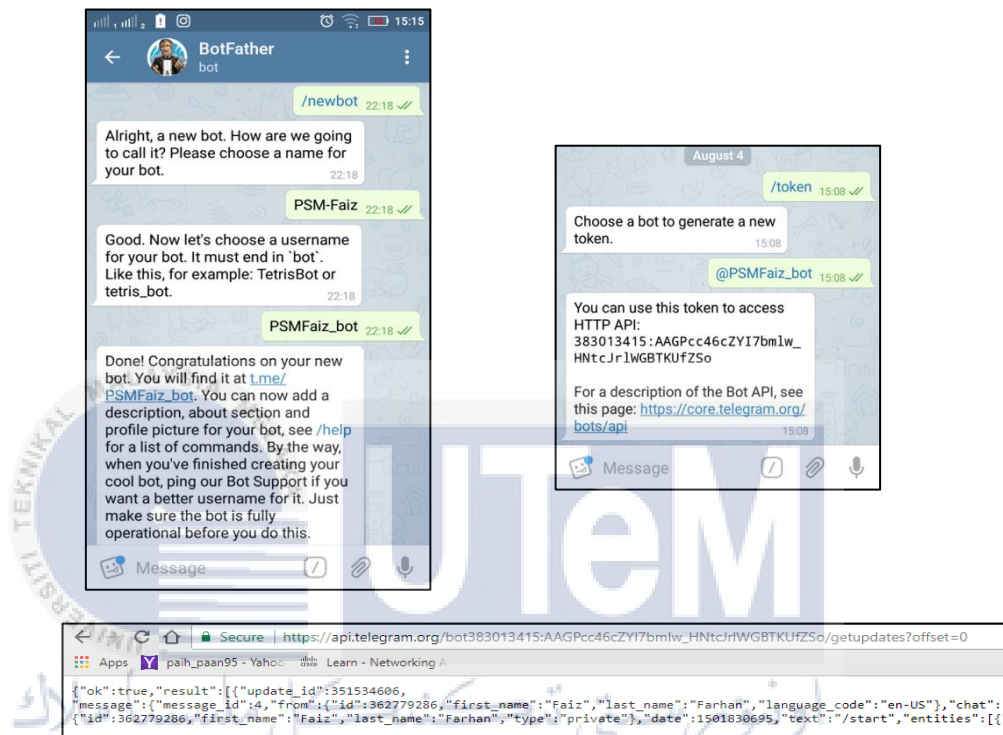 15:15
BotFather
bot
/newbot 22:18
Alright, a new bot. How are we going
to call it? Please choose a name for
your bot. 22:18
PSM-Faiz 22:18
Good. Now let's choose a username
for your bot. It must end in `bot`.
Like this, for example: TetrisBot or
tetris_bot. 22:18
PSMFaiz_bot 22:18
Done! Congratulations on your new
bot. You will find it at t.me/
PSMFaiz_bot. You can now add a
description, about section and
profile picture for your bot, see /help
for a list of commands. By the way,
when you've finished creating your
cool bot, ping our Bot Support if you
want a better username for it. Just
make sure the bot is fully
operational before you do this.
Message
August 4
/token 15:08
Choose a bot to generate a new
token. 15:08
@PSMFaiz_bot 15:08
You can use this token to access
HTTP API:
383013415:AAGPcc46cZYI7bmlw_
HNtcJrlWGBTKUfZSo
For a description of the Bot API, see
this page: https://core.telegram.org/
bots/api 15:08
Message
UTeM
Secure https://api.telegram.org/bot383013415:AAGPcc46cZYI7bmlw_HNtcJrlWGBTKUfZSo/getupdates?offset=0
Apps paih_paan95 - Yahoo Learn - Networking
{"ok":true,"result":[{"update_id":351534606,
"message":{"message_id":4,"from":{"id":362779286,"first_name":"Faiz","last_name":"Farhan","language_code":"en-US"},"chat":
{"id":362779286,"first_name":"Faiz","last_name":"Farhan","type":"private"},"date":1501830695,"text":"/start","entities":[{